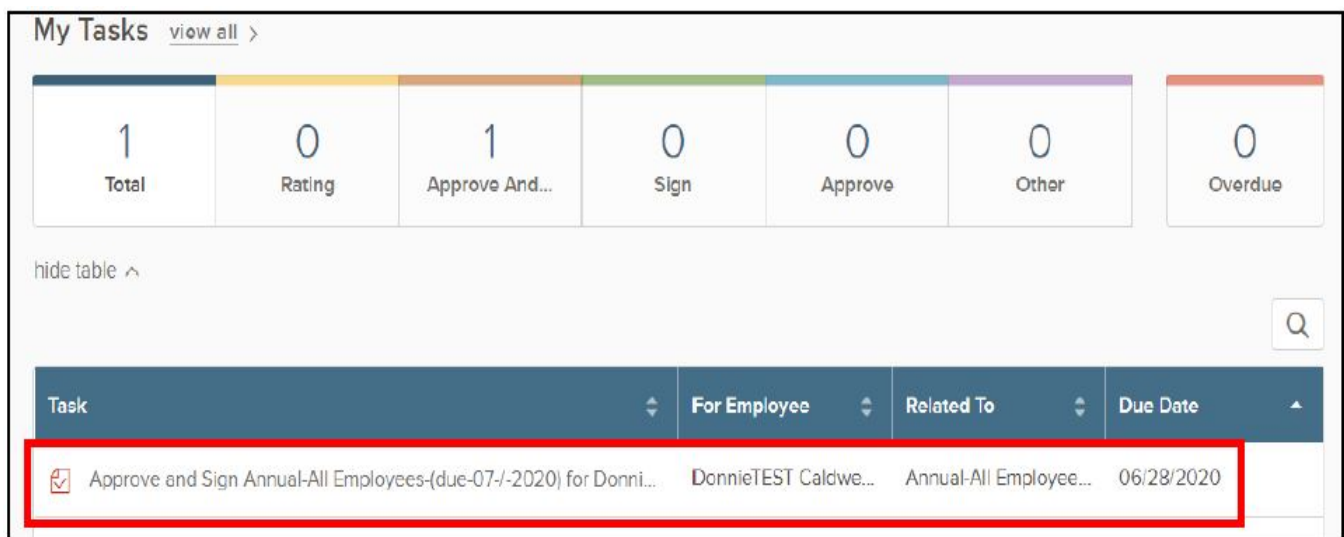 My Tasks view all >
1 0 1 0 0 0 0
Total Rating Approve And... Sign Approve Other Overdue
hide table
Task For Employee Related To Due Date
Approve and Sign Annual-All Employees-(due-07-/-2020) for Donni... DonnieTEST Caldwe... Annual-All Employee... 06/28/2020